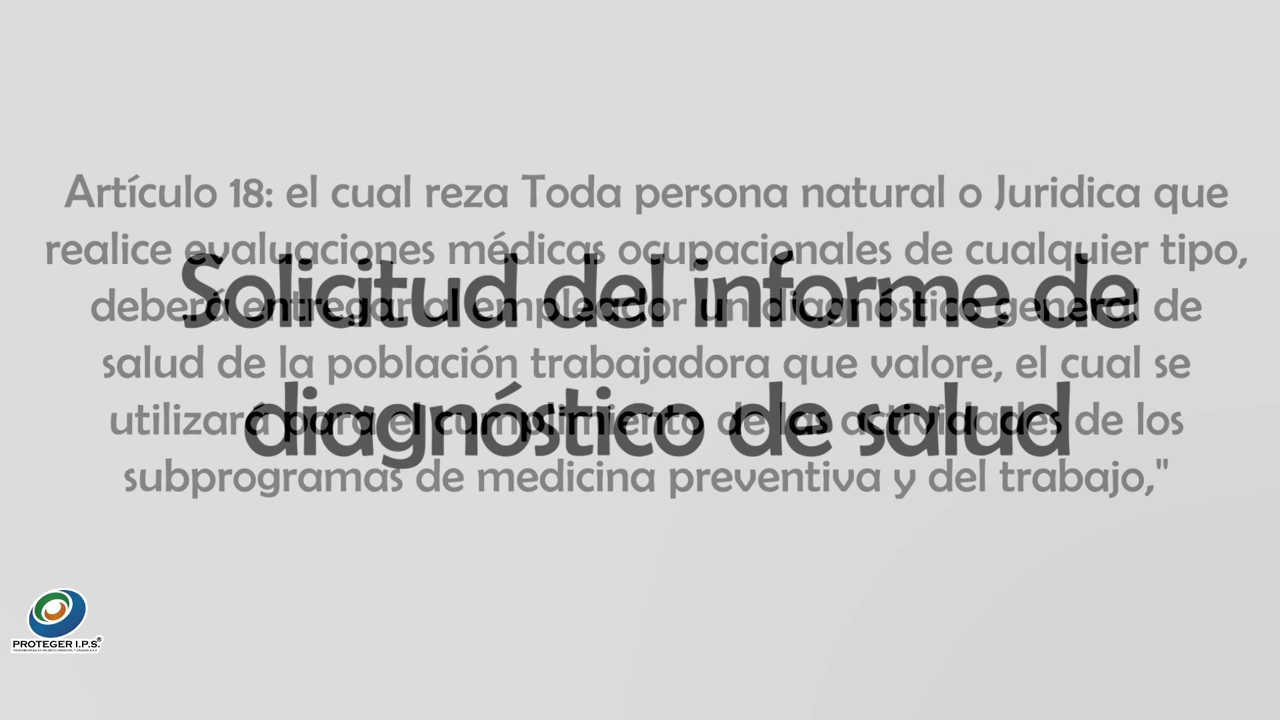 Artículo 18: el cual reza Toda persona natural o Juridica que
realice evaluaciones médicas ocupacionales de cualquier tipo,
deberá entregar al empleador un diagnóstico general de
salud de la población trabajadora que valore, el cual se
utilizará para el cumplimiento de las actividades de los
subprogramas de medicina preventiva y del trabajo,"
Solicitud del informe de
diagnóstico de salud
PROTEGER I.P.S.®